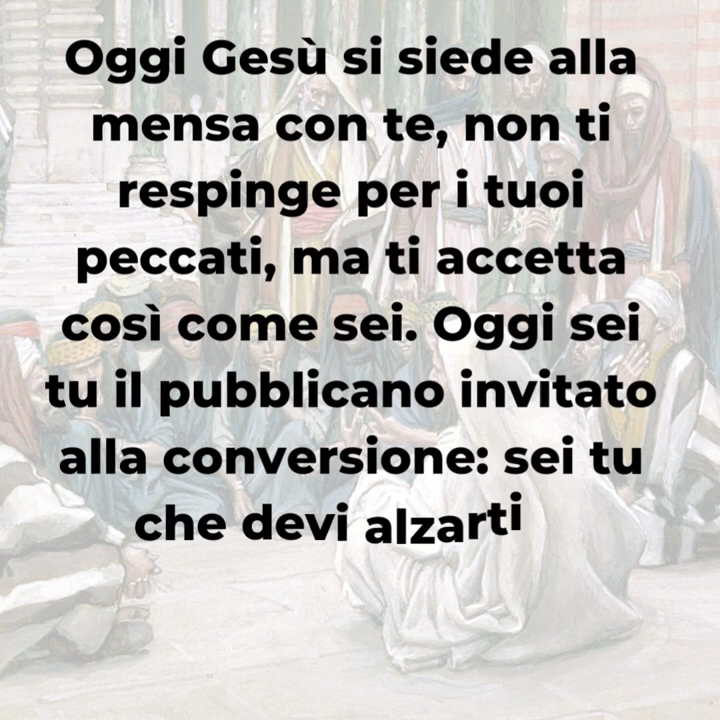 Oggi Gesù si siede alla
mensa con te, non ti
respinge per i tuoi
peccati, ma ti accetta
così come sei. Oggi sei
tu il pubblicano invitato
alla conversione: sei tu
che devi alzarti